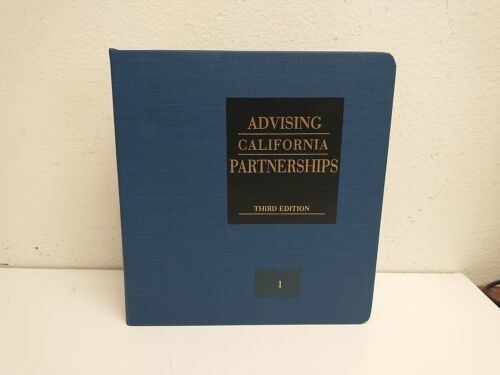 ADVISING
CALIFORNIA
PARTNERSHIPS
THIRD EDITION
1